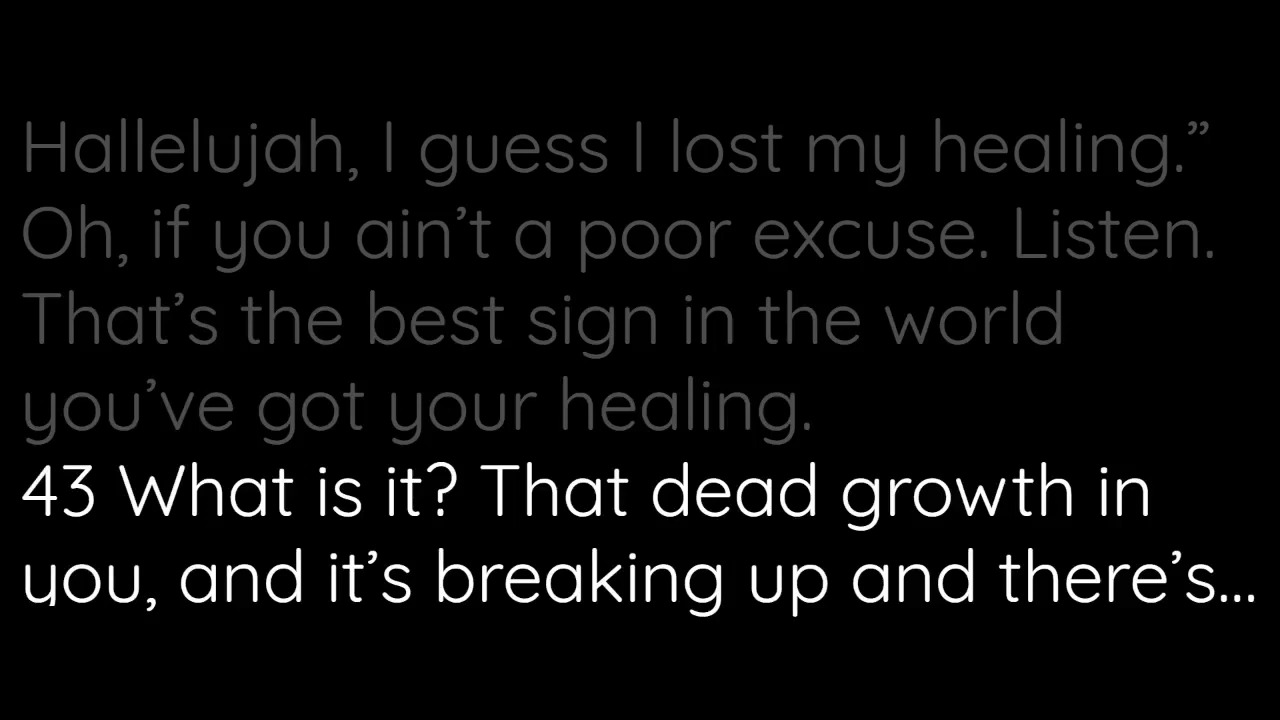 Hallelujah, I guess I lost my healing.”
Oh, if you ain’t a poor excuse. Listen.
That’s the best sign in the world
you’ve got your healing.
43 What is it? That dead growth in
you, and it’s breaking up and there’s...